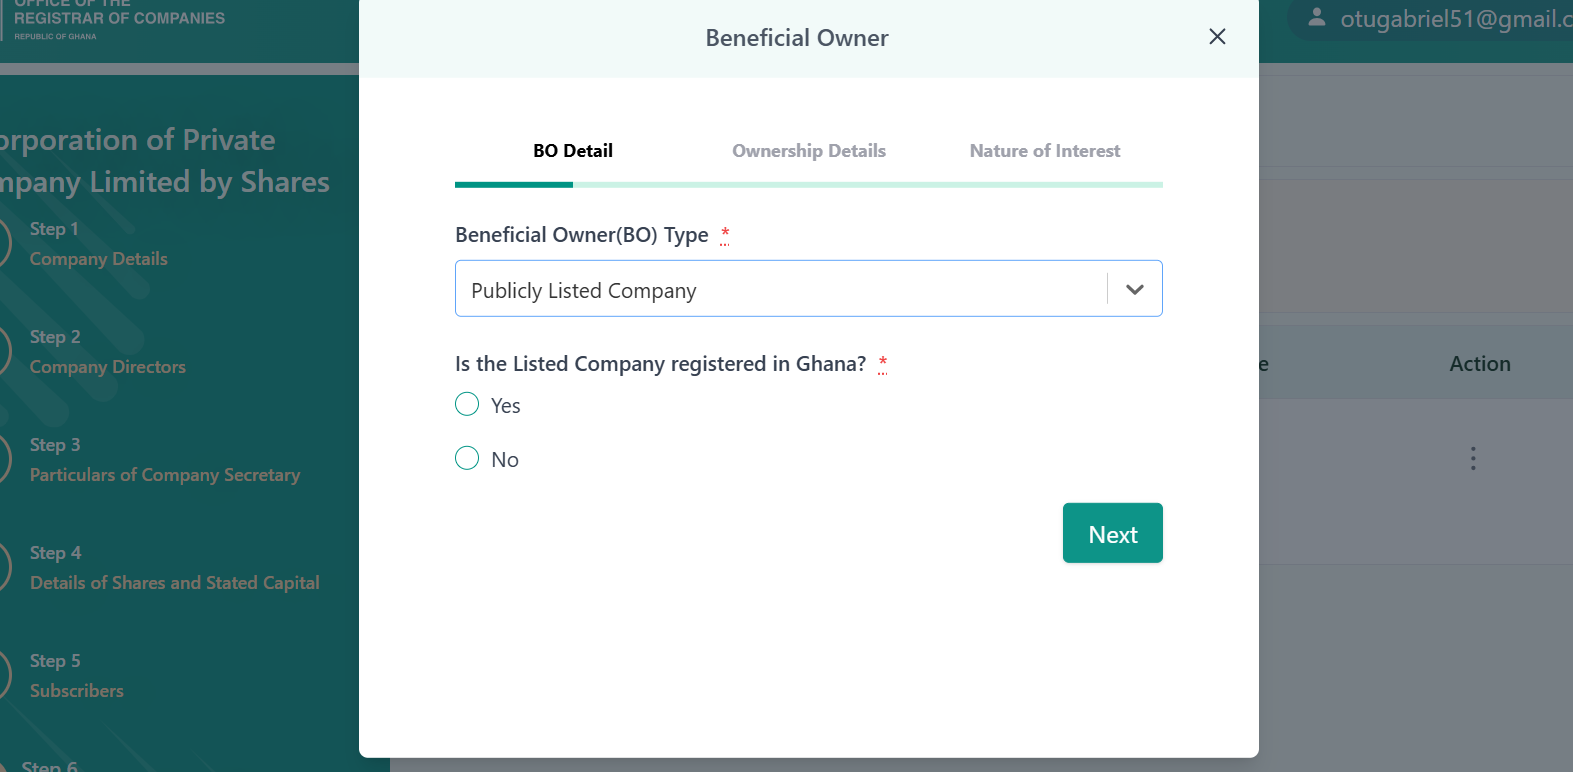 OFFICE OF THE
REGISTRAR OF COMPANIES
REPUBLIC OF GHANA
otugabriel51@gmail.c
orporation of Private
mpany Limited by Shares
Step 1
Company Details
Step 2
Company Directors
Step 3
Particulars of Company Secretary
Step 4
Details of Shares and Stated Capital
Step 5
Subscribers
Step 6
Beneficial Owner
BO Detail
Ownership Details
Nature of Interest
Beneficial Owner(BO) Type *
Publicly Listed Company
Is the Listed Company registered in Ghana? *
Yes
No
Next
e
Action